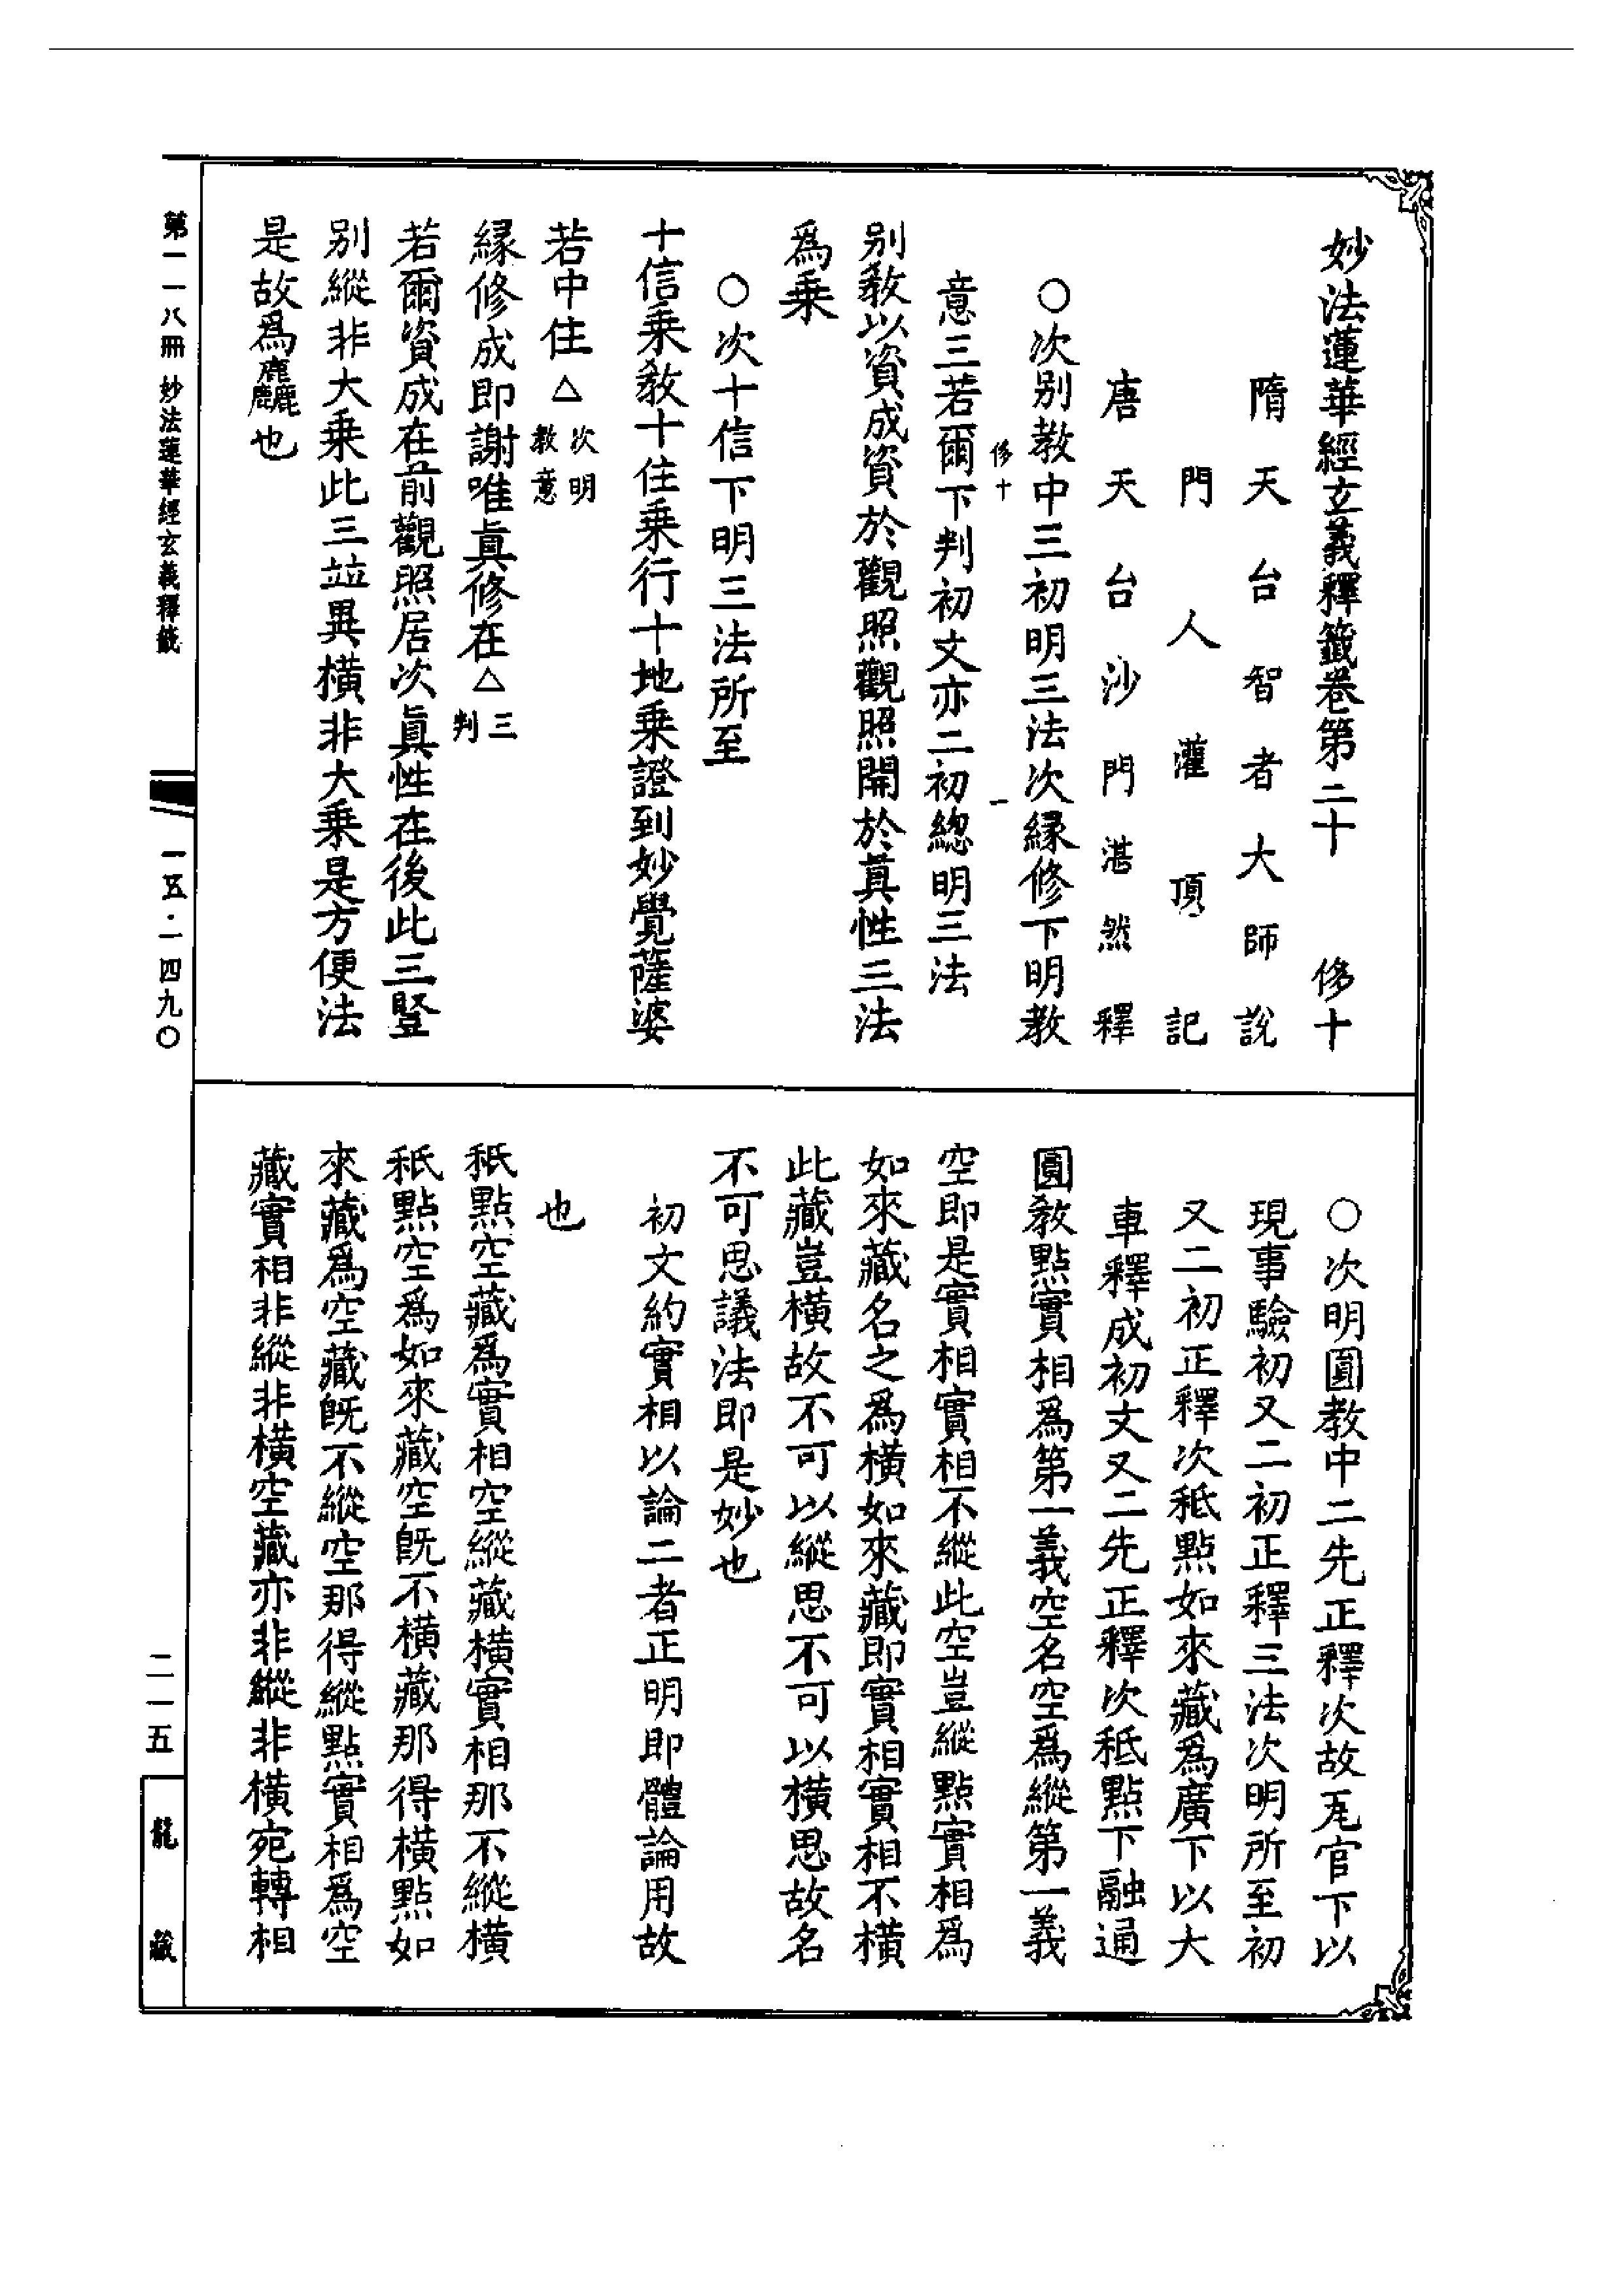 妙法蓮華經玄義釋籤卷第二十 修十
隋天台智者大師說
門人灌頂記
唐天台沙門湛然釋
○次別教中三初明三法次緣修下明教
修十 一
意三若爾下判初文亦二初總明三法
別教以資成資於觀照觀照開於真性三法
為乘
○次十信下明三法所至
十信乘教十住乘行十地乘證到妙覺薩婆
若中住△次明教意
緣修成即謝唯真修在△三判
若爾資成在前觀照居次真性在後此三豎
別縱非大乘此三竝異橫非大乘是方便法
是故為麤也
○次明圓教中二先正釋次故瓦官下以
現事驗初又二初正釋三法次明所至初
又二初正釋次秖點如來藏為廣下以大
車釋成初文又二先正釋次秖點下融通
圓教點實相為第一義空名空為縱第一義
空即是實相實相不縱此空豈縱點實相為
如來藏名之為橫如來藏即實相實相不橫
此藏豈橫故不可以縱思不可以橫思故名
不可思議法即是妙也
初文約實相以論二者正明即體論用故
也
秖點空藏為實相空縱藏橫實相那不縱橫
秖點空為如來藏空既不橫藏那得橫點如
來藏為空藏既不縱空那得縱點實相為空
藏實相非縱非橫空藏亦非縱非橫宛轉相
第一一八冊 妙法蓮華經玄義釋籤
一五·一四九〇
二一五
龍藏